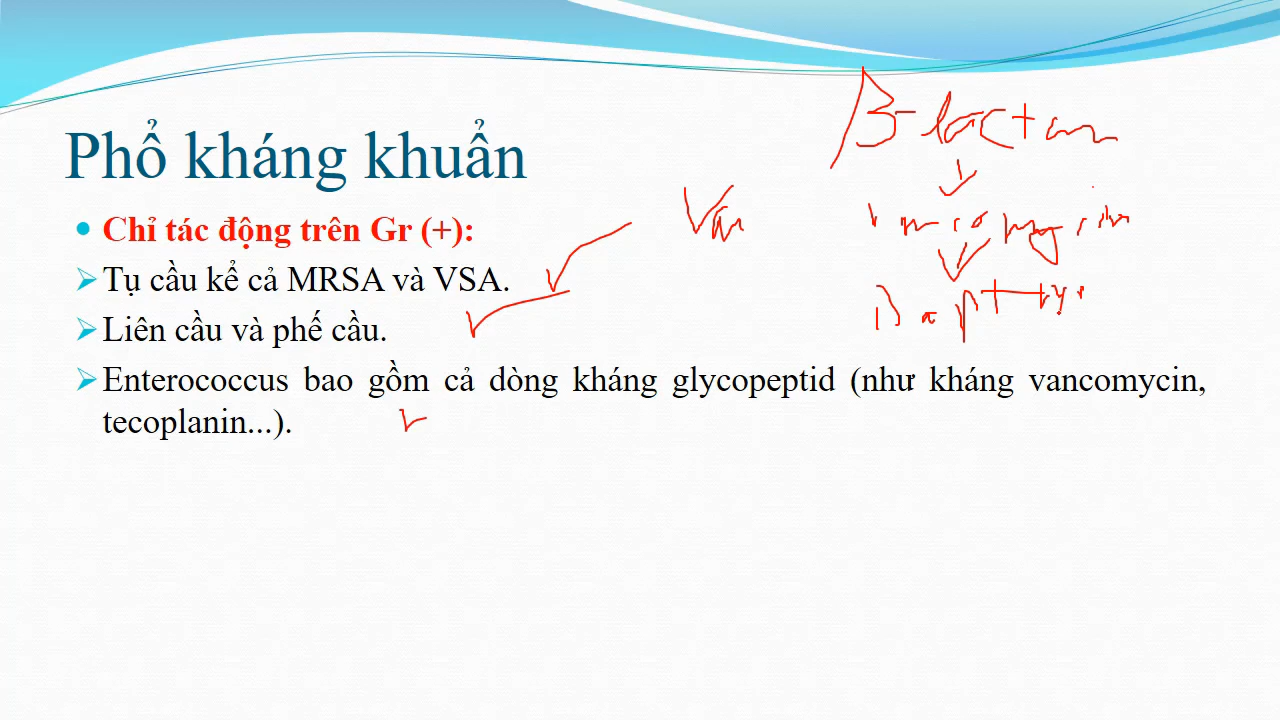 Phổ kháng khuẩn
β-lactam
Chỉ tác động trên Gr (+):
Van
Tụ cầu kể cả MRSA và VSA.
Liên cầu và phế cầu.
Enterococcus bao gồm cả dòng kháng glycopeptid (như kháng vancomycin,
tecoplanin...).